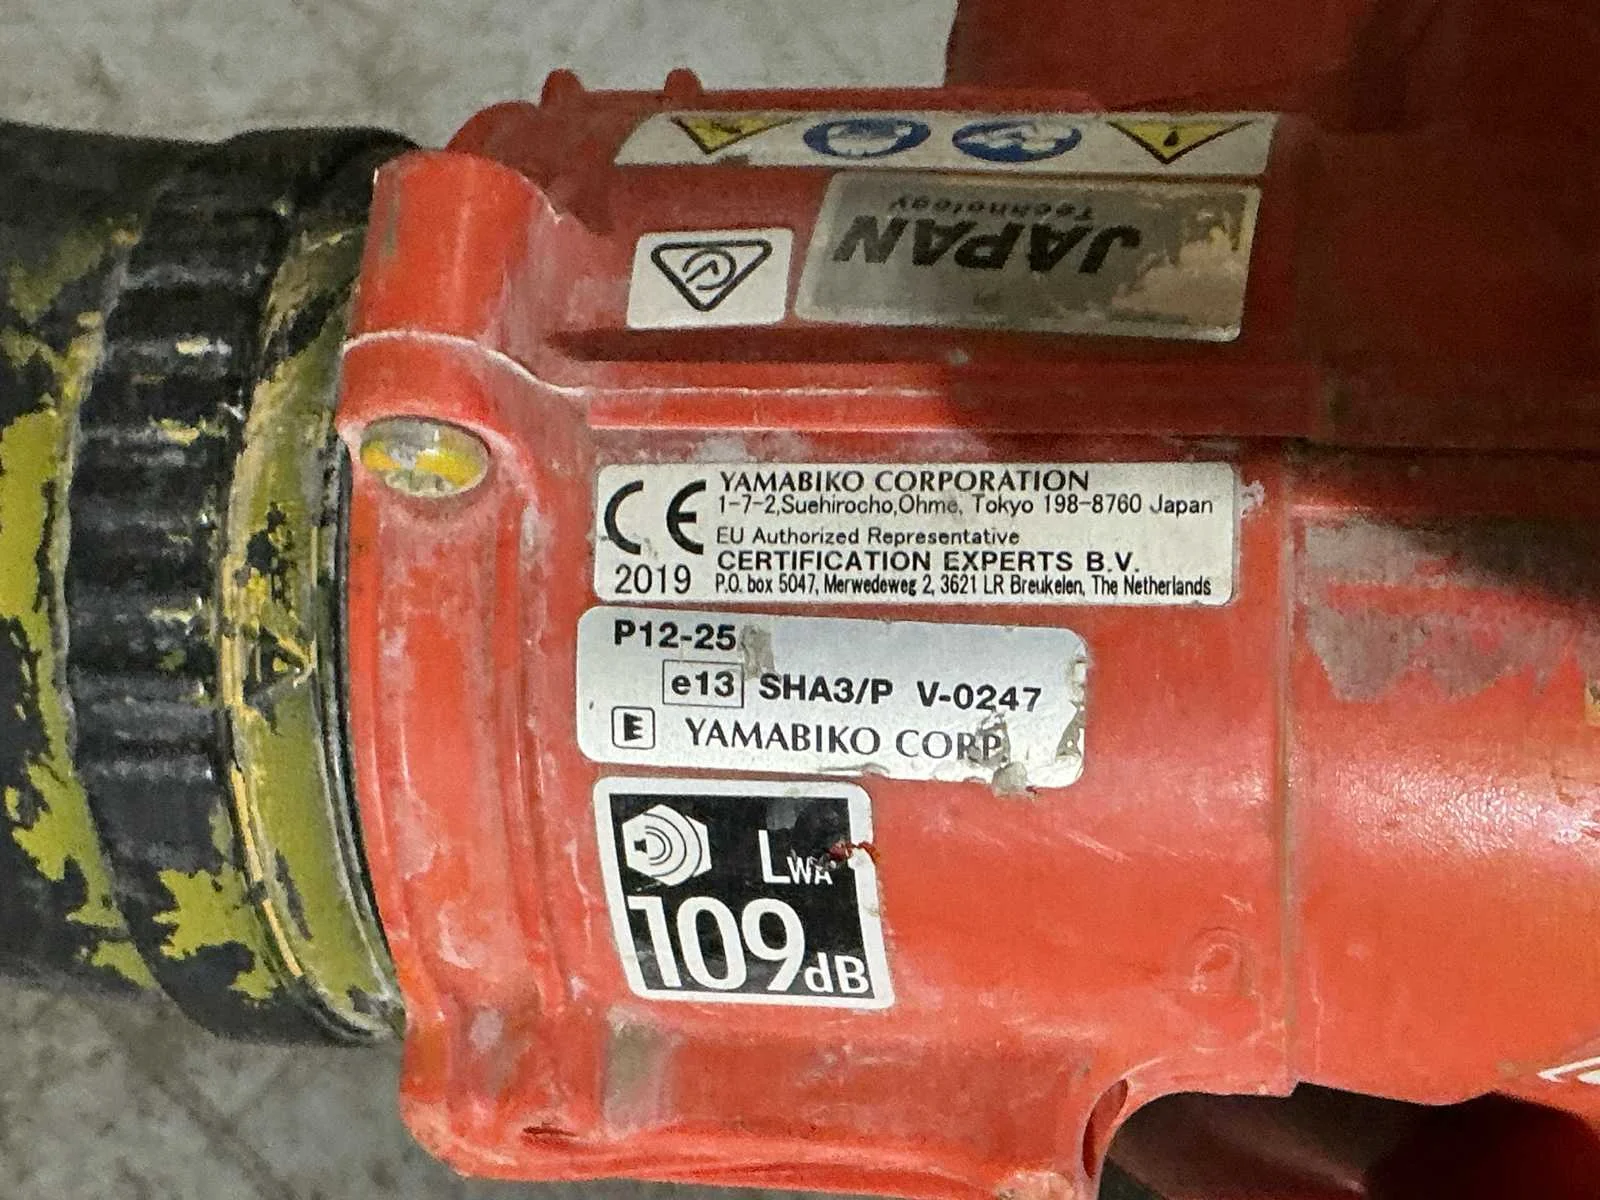 JAPAN
Technology
CE
2019
YAMABIKO CORPORATION
1-7-2,Suehirocho,Ohme, Tokyo 198-8760 Japan
EU Authorized Representative
CERTIFICATION EXPERTS B.V.
P.O. box 5047, Merwedeweg 2, 3621 LR Breukelen, The Netherlands
P12-25
e13 SHA3/P V-0247
E YAMABIKO CORP
LWA
109dB